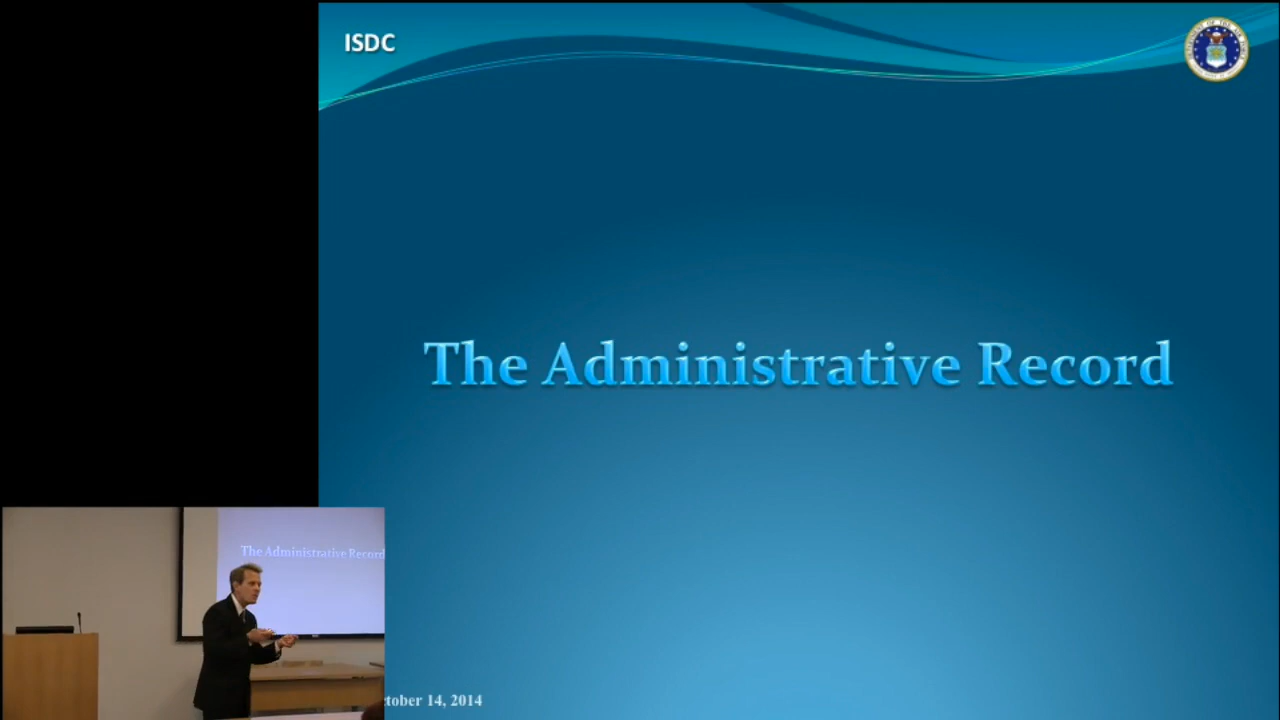 ISDC
The Administrative Record
The Administrative Record
tober 14, 2014